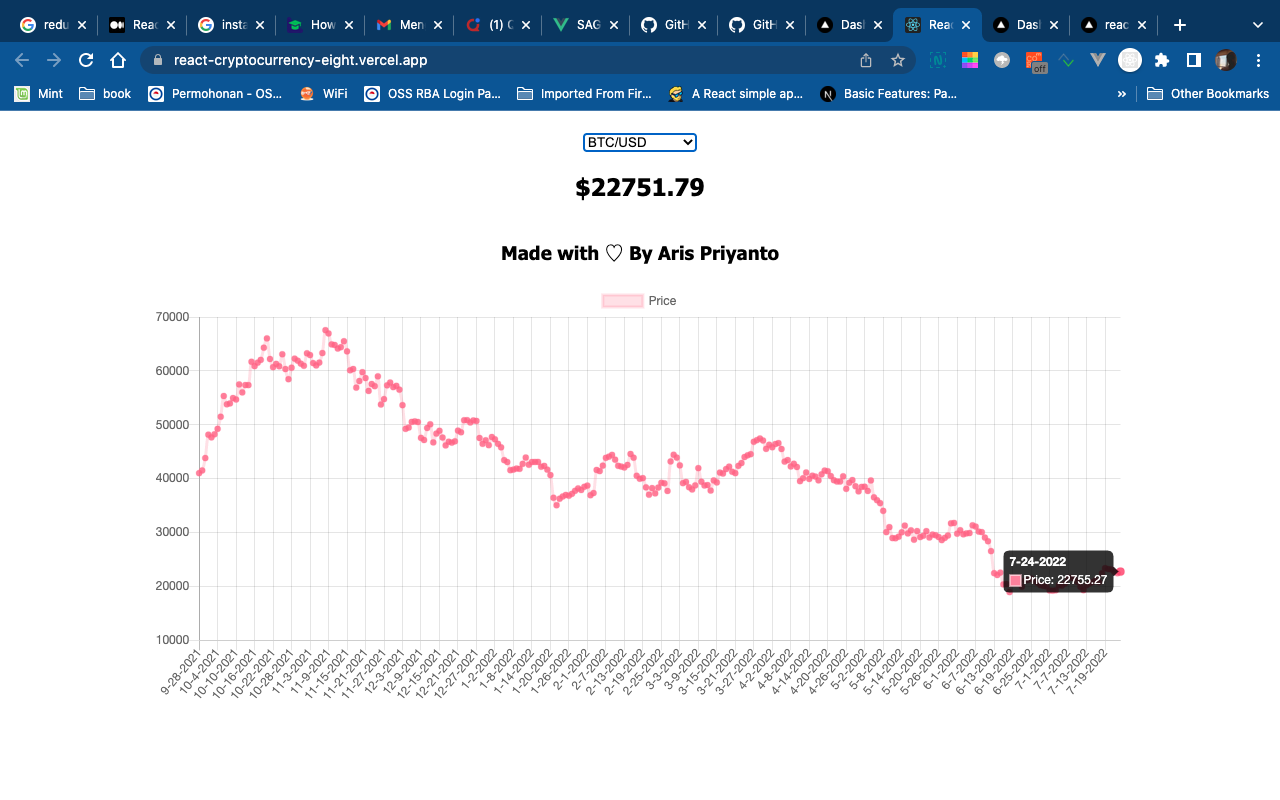 redu
Reac
insta
How
Men
(1) C
SAG
GitH
GitH
Dasl
Reac
Dasl
reac
react-cryptocurrency-eight.vercel.app
off
Mint
book
Permohonan - OS...
WiFi
OSS RBA Login Pa...
Imported From Fir...
A React simple ap...
Basic Features: Pa...
»
Other Bookmarks
BTC/USD
$22751.79
Made with ♡ By Aris Priyanto
Price
70000
60000
50000
40000
30000
20000
10000
7-24-2022
Price: 22755.27
9-28-2021
10-4-2021
10-10-2021
10-16-2021
10-22-2021
10-28-2021
11-3-2021
11-9-2021
11-15-2021
11-21-2021
11-27-2021
12-3-2021
12-9-2021
12-15-2021
12-21-2021
12-27-2021
1-2-2022
1-8-2022
1-14-2022
1-20-2022
1-26-2022
2-1-2022
2-7-2022
2-13-2022
2-19-2022
2-25-2022
3-3-2022
3-9-2022
3-15-2022
3-21-2022
3-27-2022
4-2-2022
4-8-2022
4-14-2022
4-20-2022
4-26-2022
5-2-2022
5-8-2022
5-14-2022
5-20-2022
5-26-2022
6-1-2022
6-7-2022
6-13-2022
6-19-2022
6-25-2022
7-1-2022
7-7-2022
7-13-2022
7-19-2022